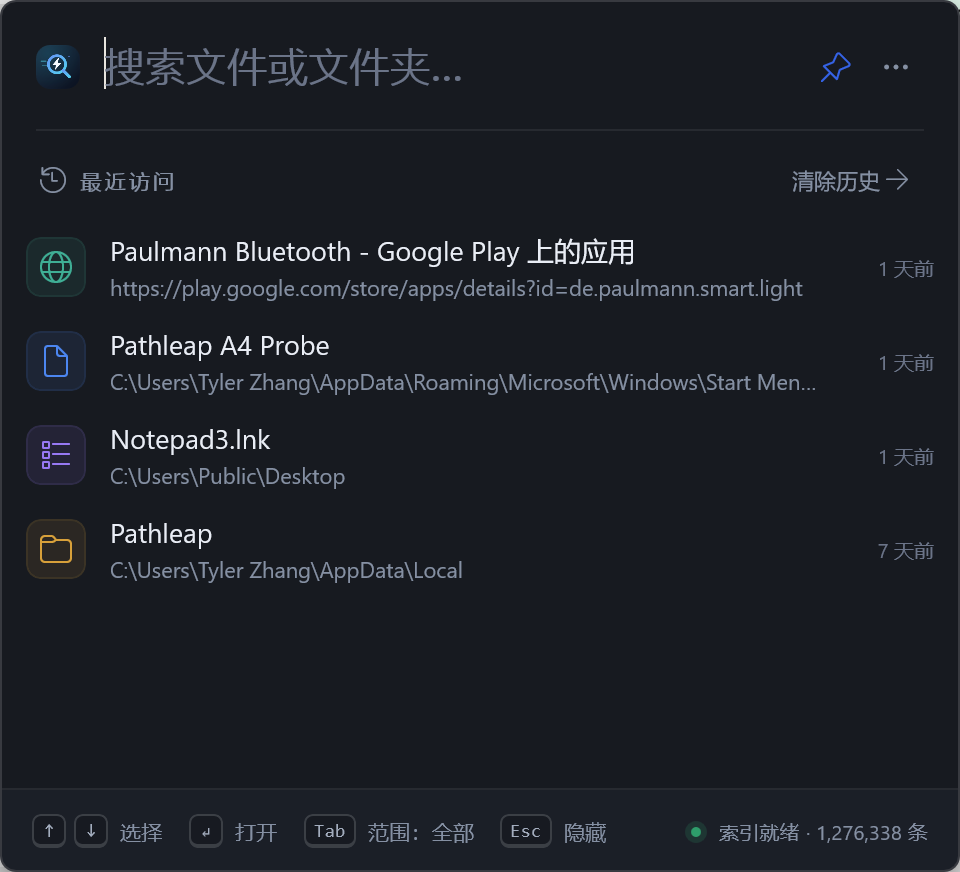 搜索文件或文件夹...
最近访问
清除历史
Paulmann Bluetooth - Google Play 上的应用
https://play.google.com/store/apps/details?id=de.paulmann.smart.light
1 天前
Pathleap A4 Probe
C:\Users\Tyler Zhang\AppData\Roaming\Microsoft\Windows\Start Men...
1 天前
Notepad3.lnk
C:\Users\Public\Desktop
1 天前
Pathleap
C:\Users\Tyler Zhang\AppData\Local
7 天前
↑ ↓ 选择 ↵ 打开 Tab 范围：全部 Esc 隐藏 索引就绪 · 1,276,338 条